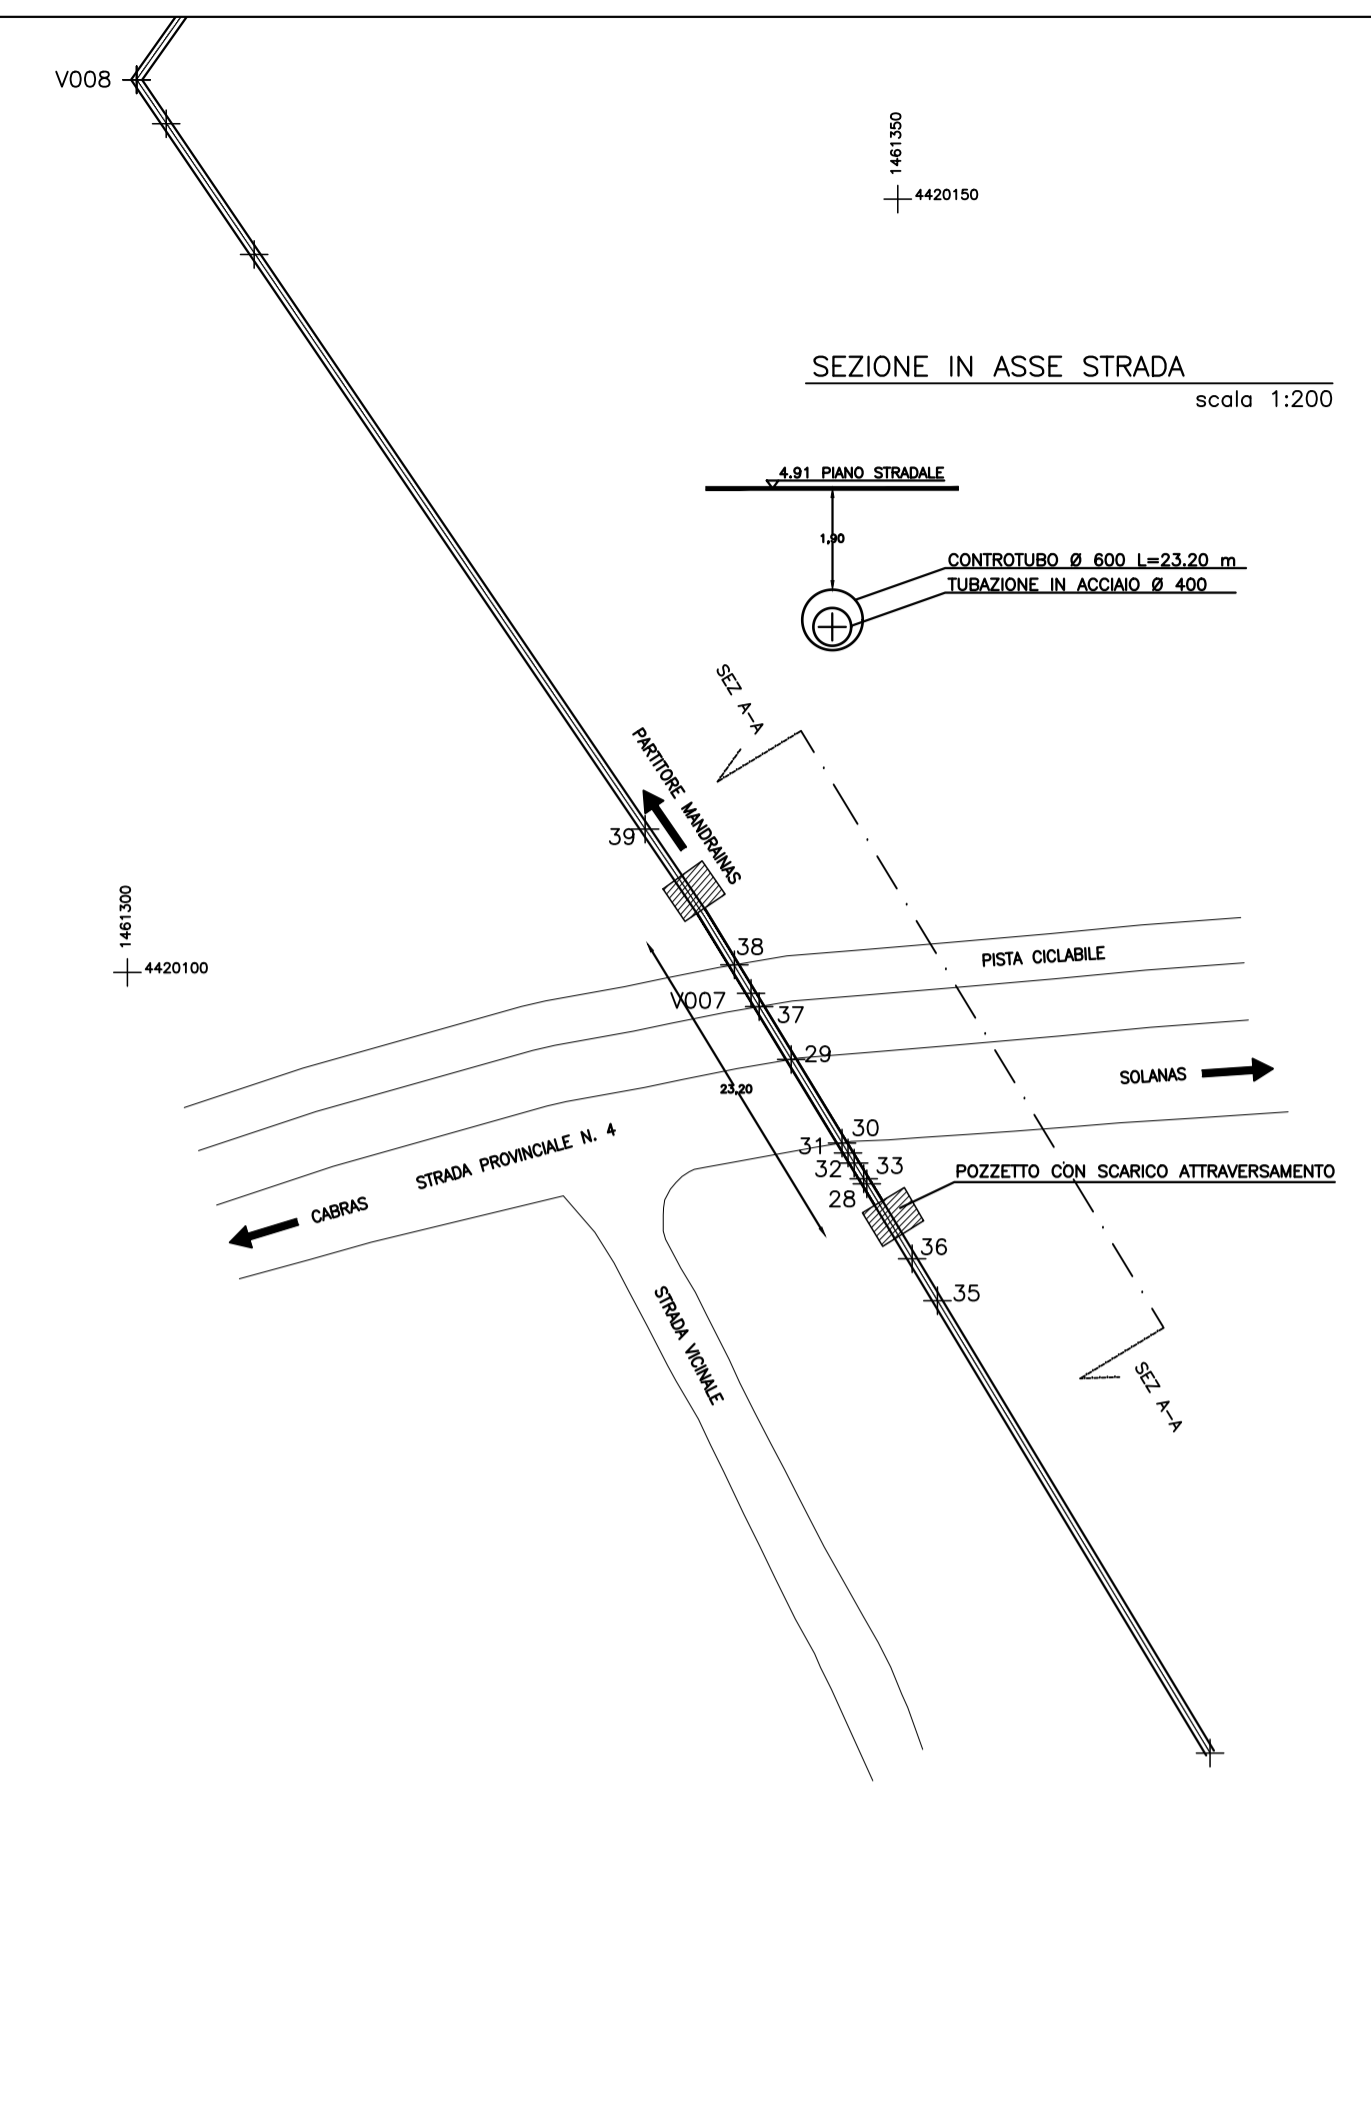 V008
1461350
4420150
SEZIONE IN ASSE STRADA
scala 1:200
4.91 PIANO STRADALE
1,90
CONTROTUBO Ø 600 L=23.20 m
TUBAZIONE IN ACCIAIO Ø 400
SEZ A-A
PARTITORE MANDRAINAS
39
1461300
4420100
38
PISTA CICLABILE
V007
37
29
23,20
SOLANAS
30
31
STRADA PROVINCIALE N. 4
32
33
POZZETTO CON SCARICO ATTRAVERSAMENTO
28
CABRAS
36
35
STRADA VICINALE
SEZ A-A